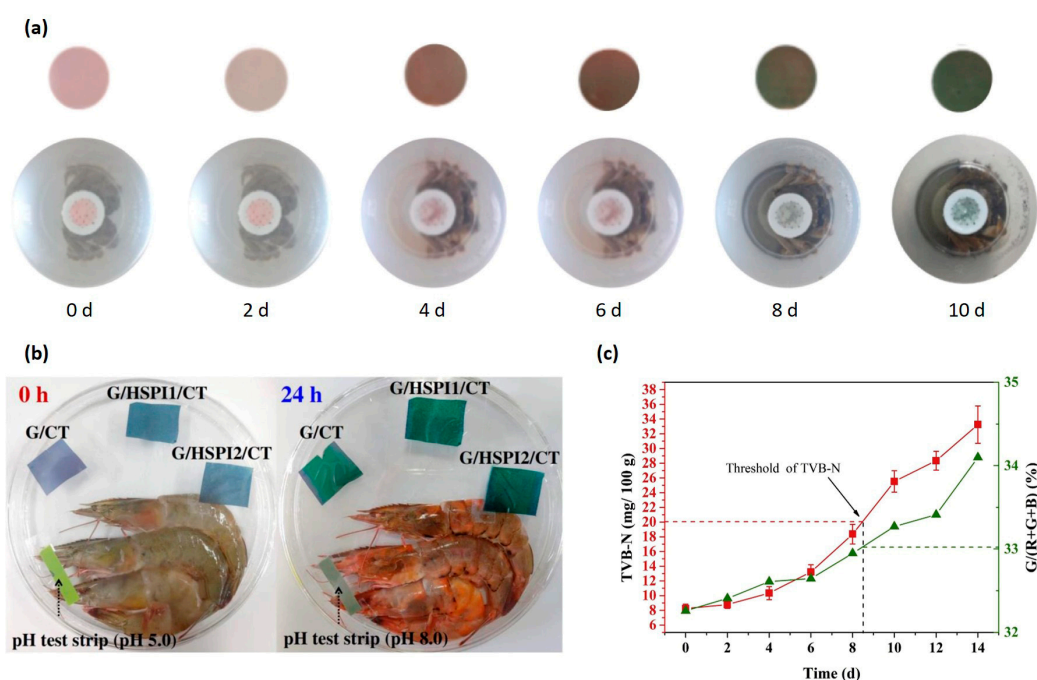 (a)
0 d
2 d
4 d
6 d
8 d
10 d
(b)
0 h
G/HSPI1/CT
G/CT
G/HSPI2/CT
pH test strip (pH 5.0)
24 h
G/HSPI1/CT
G/CT
G/HSPI2/CT
pH test strip (pH 8.0)
(c)
TVB-N (mg/ 100 g)
38
36
34
32
30
28
26
24
22
20
18
16
14
12
10
8
6
Threshold of TVB-N
35
34
33
32
G/(R+G+B) (%)
0
2
4
6
8
10
12
14
Time (d)